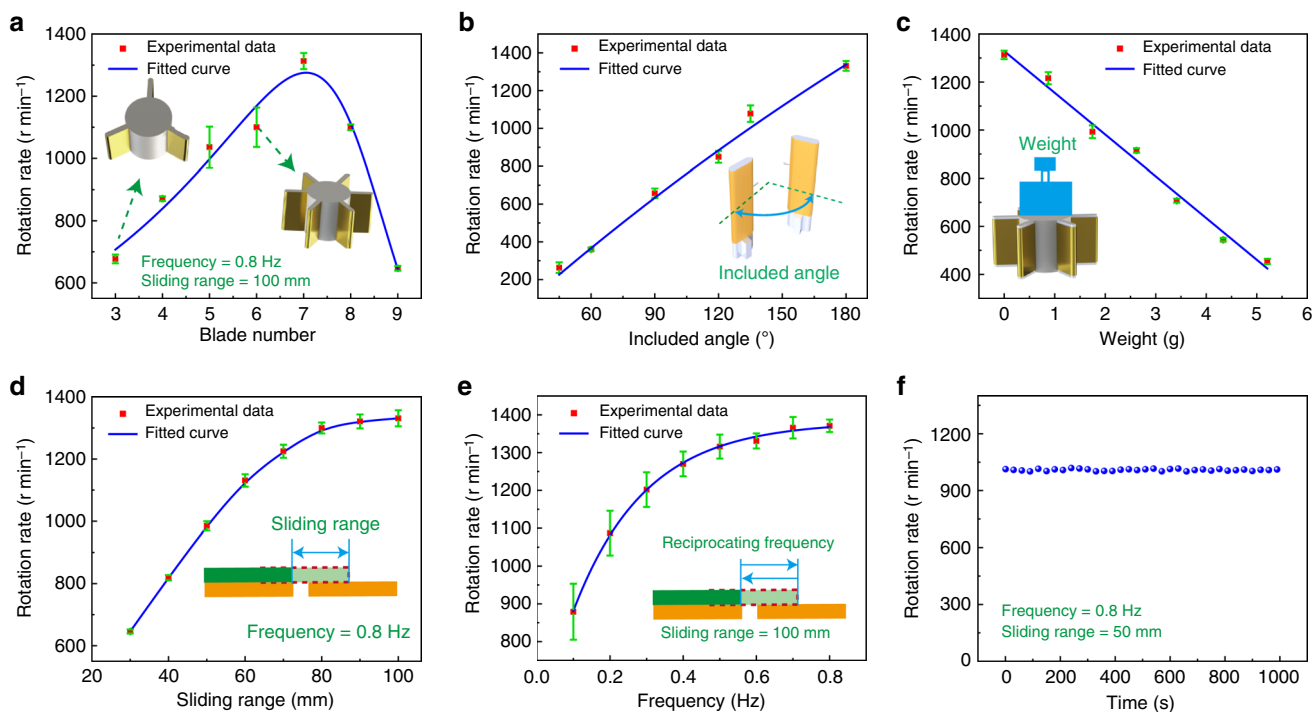 a
1400
1200
1000
800
600
Rotation rate (r min⁻¹)
Experimental data
Fitted curve
Frequency = 0.8 Hz
Sliding range = 100 mm
3 4 5 6 7 8 9
Blade number
b
1400
1200
1000
800
600
400
200
Rotation rate (r min⁻¹)
Experimental data
Fitted curve
Included angle
60 90 120 150 180
Included angle (°)
c
1400
1200
1000
800
600
400
Rotation rate (r min⁻¹)
Experimental data
Fitted curve
Weight
0 1 2 3 4 5 6
Weight (g)
d
1400
1200
1000
800
600
Rotation rate (r min⁻¹)
Experimental data
Fitted curve
Sliding range
Frequency = 0.8 Hz
20 40 60 80 100
Sliding range (mm)
e
1400
1300
1200
1100
1000
900
800
Rotation rate (r min⁻¹)
Experimental data
Fitted curve
Reciprocating frequency
Sliding range = 100 mm
0.0 0.2 0.4 0.6 0.8
Frequency (Hz)
f
1200
900
600
300
0
Rotation rate (r min⁻¹)
Frequency = 0.8 Hz
Sliding range = 50 mm
0 200 400 600 800 1000
Time (s)